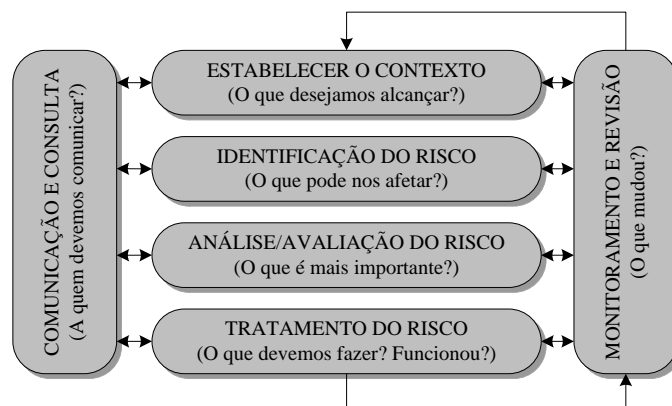 COMUNICAÇÃO E CONSULTA
(A quem devemos comunicar?)
ESTABELECER O CONTEXTO
(O que desejamos alcançar?)
IDENTIFICAÇÃO DO RISCO
(O que pode nos afetar?)
ANÁLISE/AVALIAÇÃO DO RISCO
(O que é mais importante?)
TRATAMENTO DO RISCO
(O que devemos fazer? Funcionou?)
MONITORAMENTO E REVISÃO
(O que mudou?)